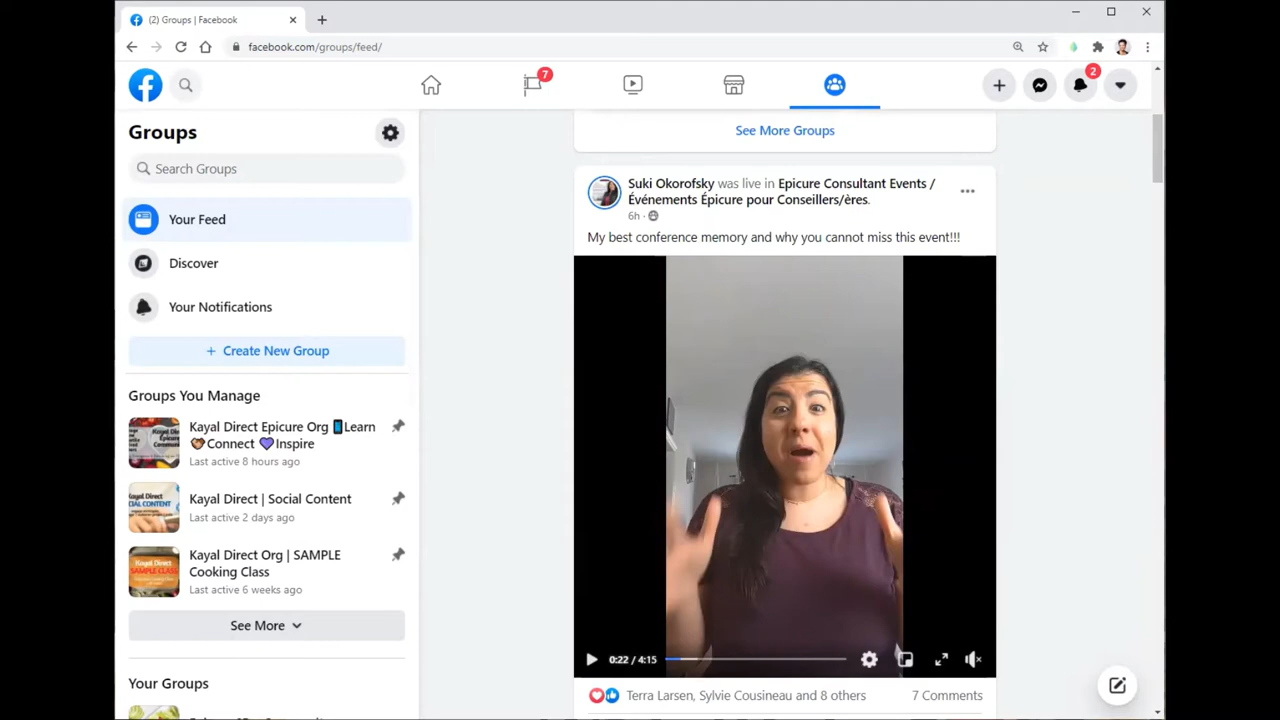 (2) Groups | Facebook
facebook.com/groups/feed/
7
2
Groups
Search Groups
Your Feed
Discover
Your Notifications
+ Create New Group
Groups You Manage
Kayal Direct Epicure Org 📱Learn
🤝Connect 💜Inspire
Last active 8 hours ago
Kayal Direct | Social Content
Last active 2 days ago
Kayal Direct Org | SAMPLE
Cooking Class
Last active 6 weeks ago
See More
Your Groups
See More Groups
Suki Okorofsky was live in Epicure Consultant Events /
Événements Épicure pour Conseillers/ères.
6h ·
My best conference memory and why you cannot miss this event!!!
0:22 / 4:15
Terra Larsen, Sylvie Cousineau and 8 others
7 Comments